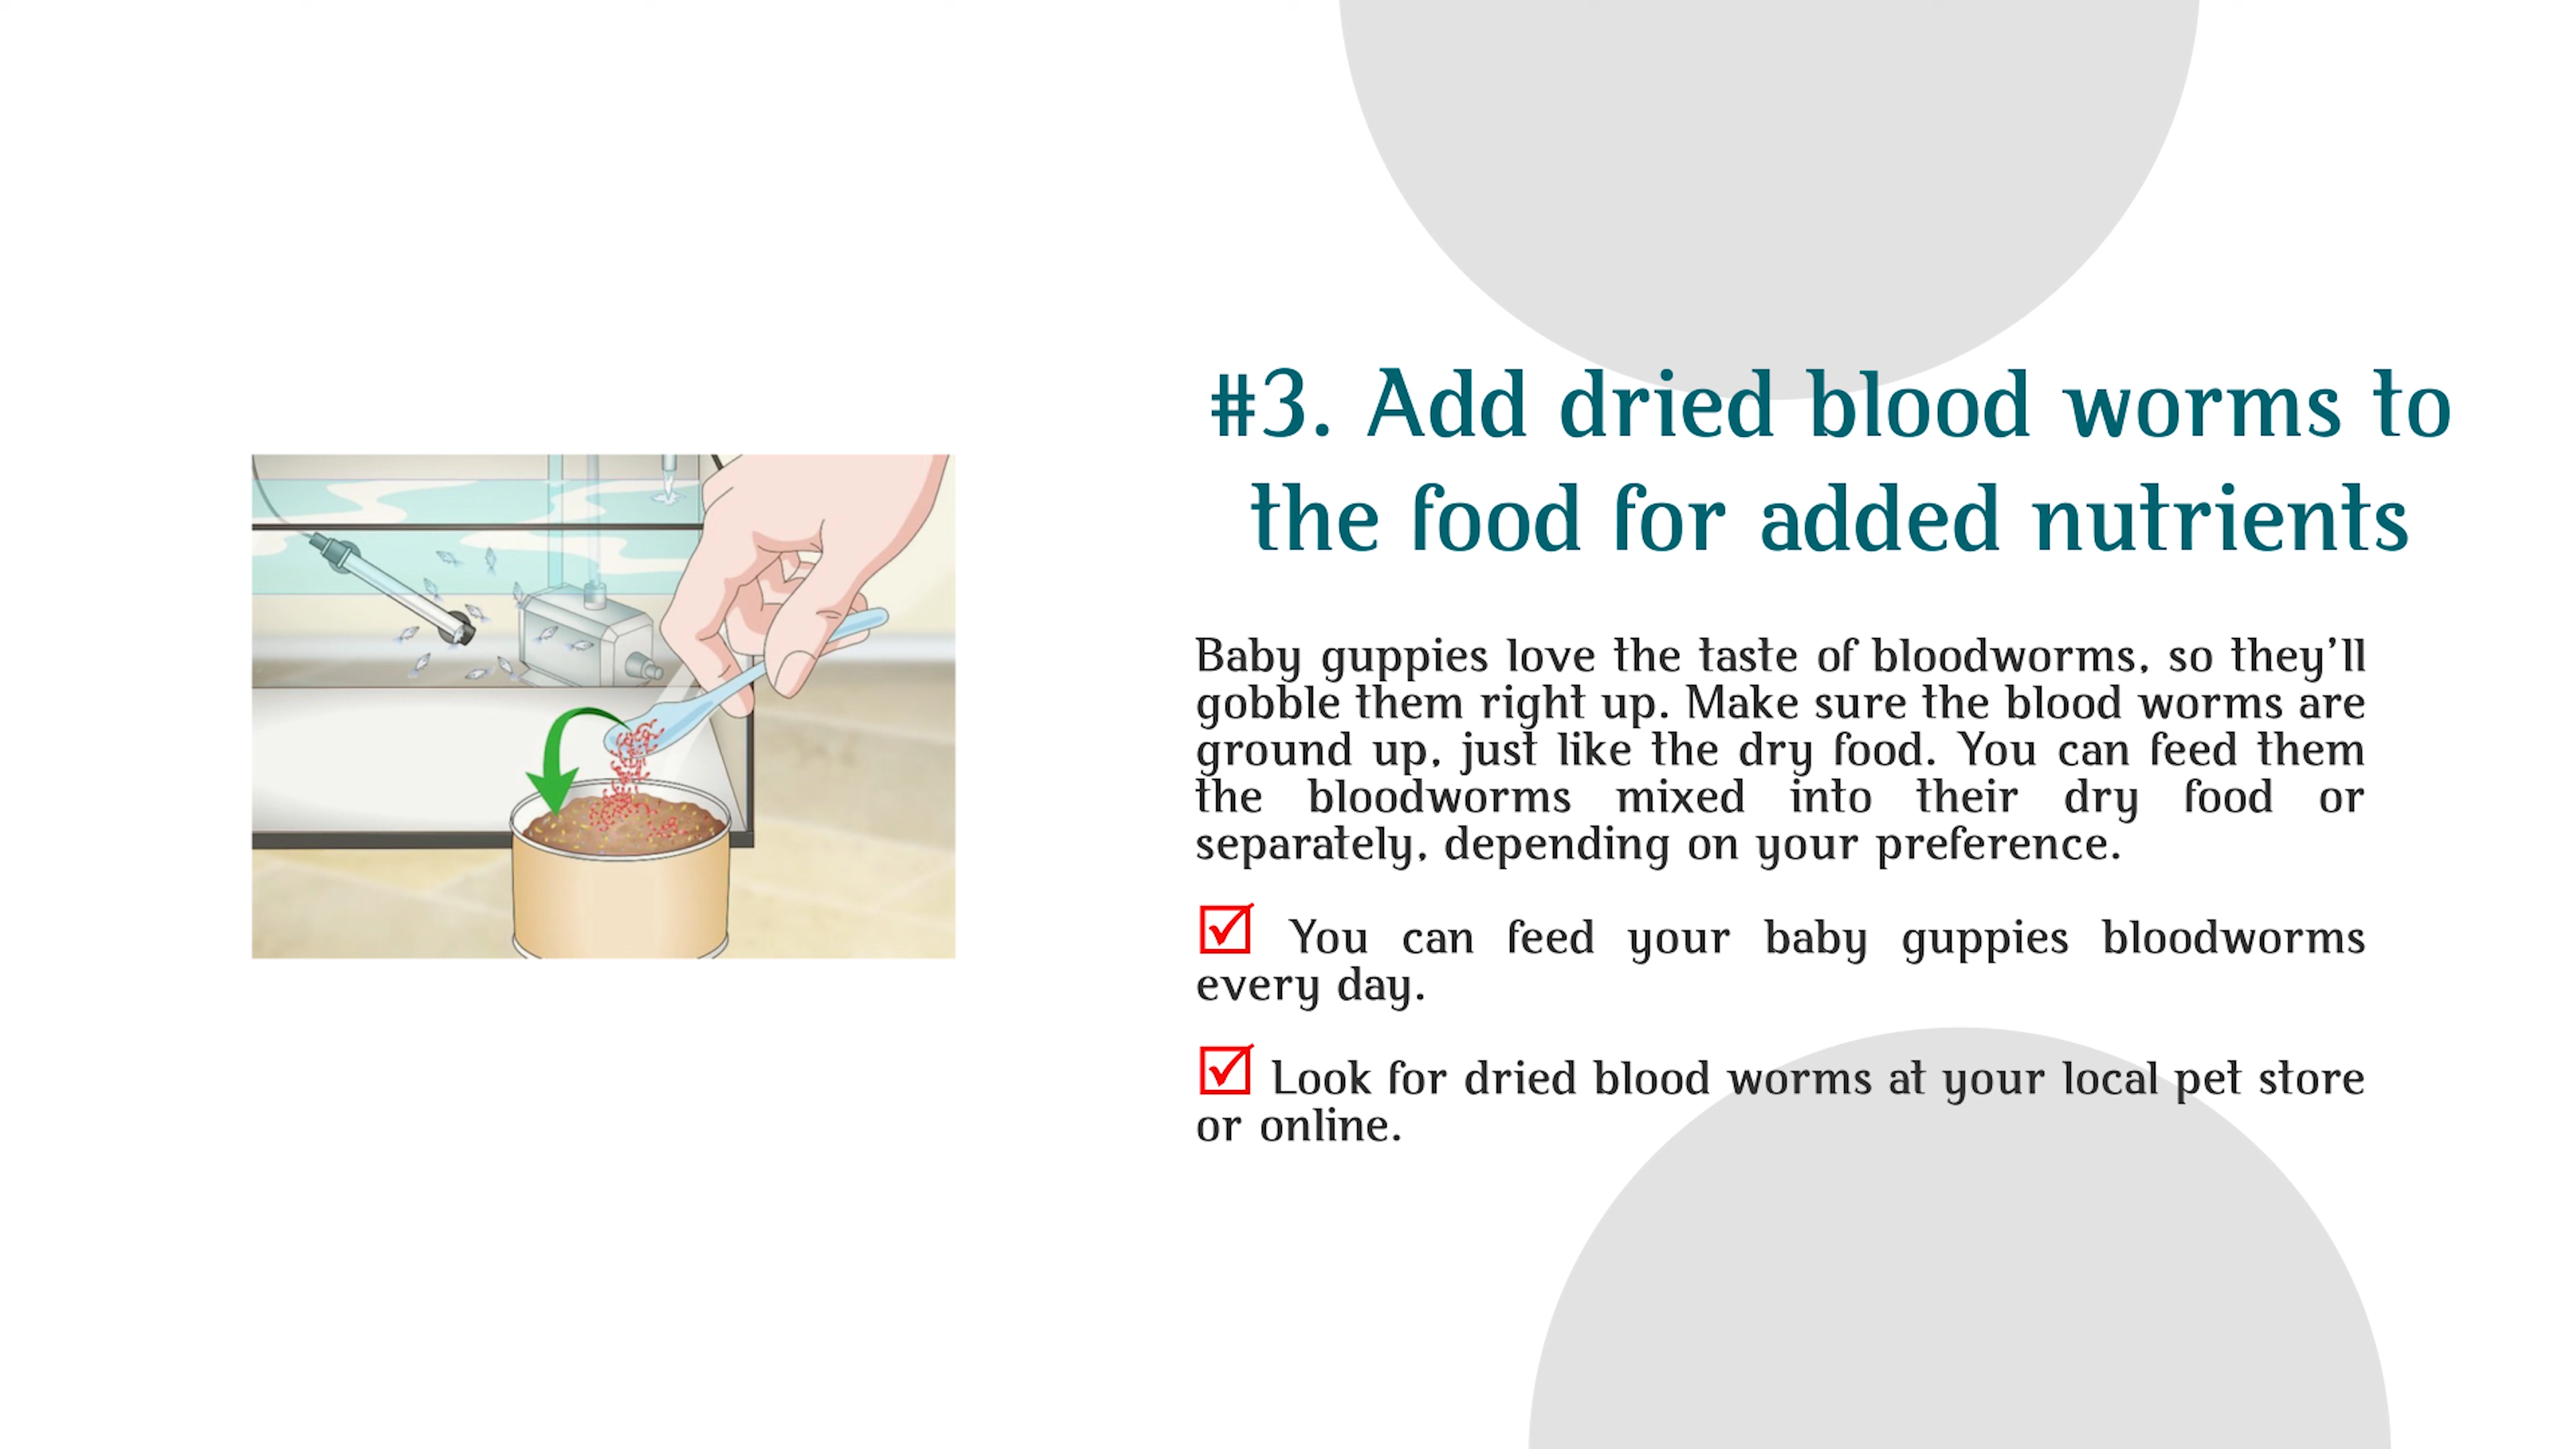 #3. Add dried blood worms to
the food for added nutrients
Baby guppies love the taste of bloodworms, so they'll
gobble them right up. Make sure the blood worms are
ground up, just like the dry food. You can feed them
the bloodworms mixed into their dry food or
separately, depending on your preference.
☑ You can feed your baby guppies bloodworms
every day.
☑ Look for dried blood worms at your local pet store
or online.